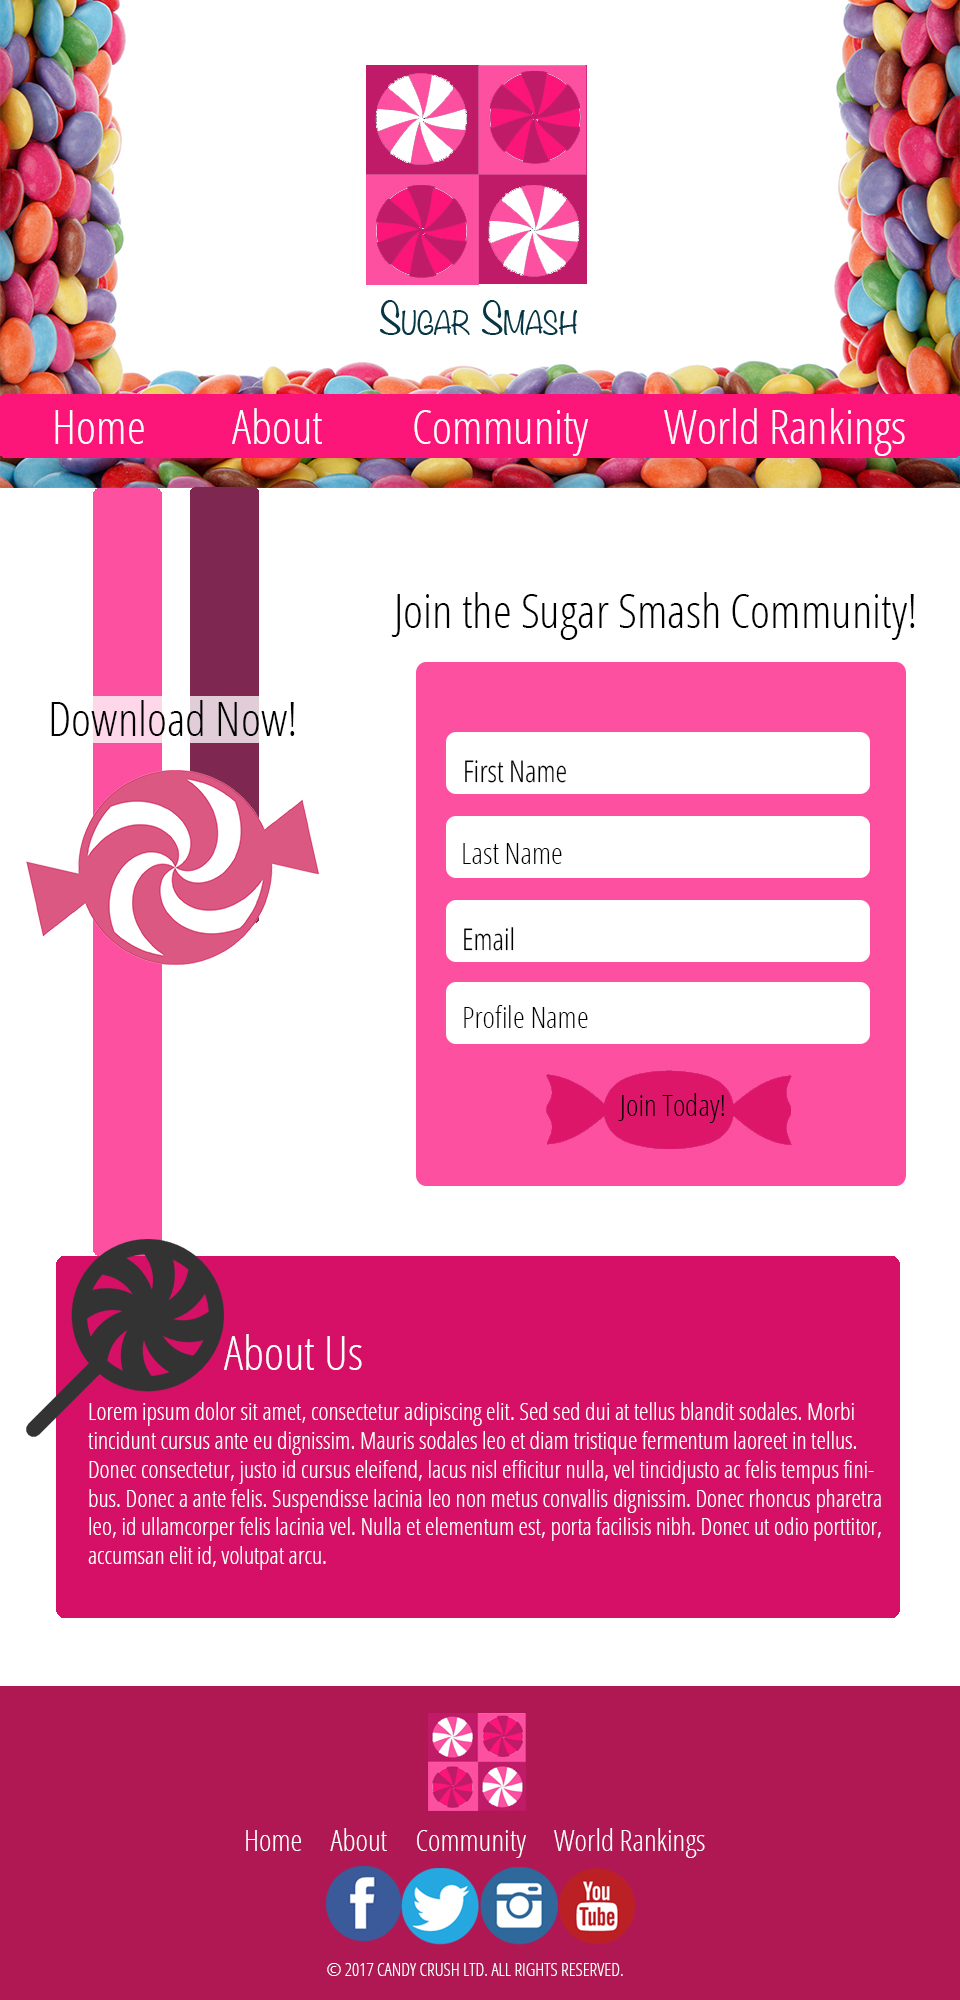 Sugar Smash
Home About Community World Rankings
Join the Sugar Smash Community!
Download Now!
First Name
Last Name
Email
Profile Name
Join Today!
About Us
Lorem ipsum dolor sit amet, consectetur adipiscing elit. Sed sed dui at tellus blandit sodales. Morbi
tincidunt cursus ante eu dignissim. Mauris sodales leo et diam tristique fermentum laoreet in tellus.
Donec consectetur, justo id cursus eleifend, lacus nisl efficitur nulla, vel tincidjusto ac felis tempus fini-
bus. Donec a ante felis. Suspendisse lacinia leo non metus convallis dignissim. Donec rhoncus pharetra
leo, id ullamcorper felis lacinia vel. Nulla et elementum est, porta facilisis nibh. Donec ut odio porttitor,
accumsan elit id, volutpat arcu.
Home About Community World Rankings
f You Tube
© 2017 CANDY CRUSH LTD. ALL RIGHTS RESERVED.